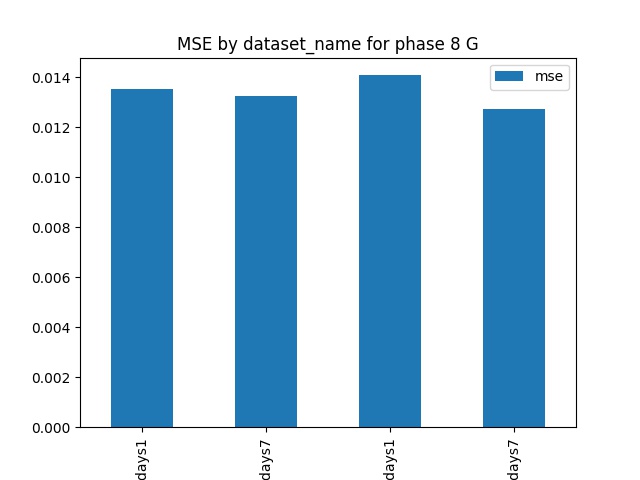 MSE by dataset_name for phase 8 G
mse
0.014
0.012
0.010
0.008
0.006
0.004
0.002
0.000
days1
days7
days1
days7